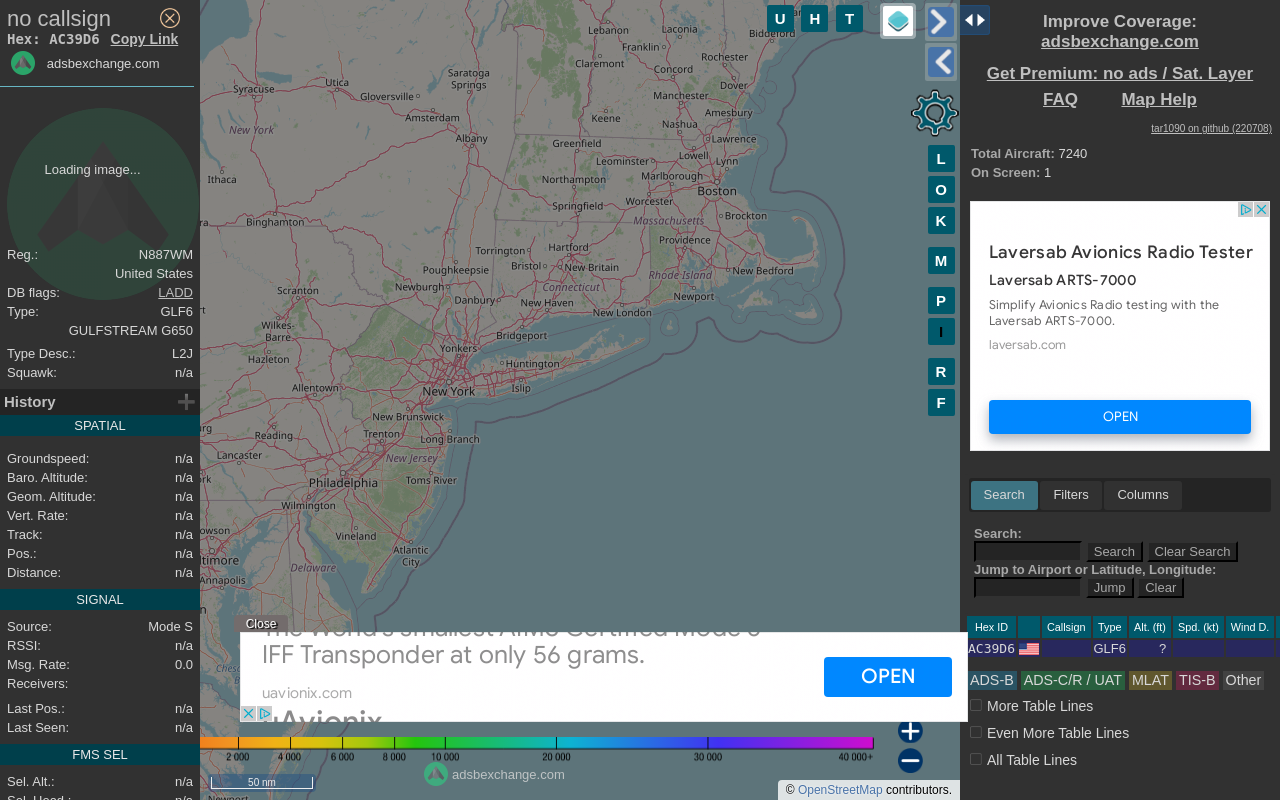 no callsign
Hex: AC39D6 Copy Link
adsbexchange.com
Loading image...
Reg.: N887WM
United States
DB flags: LADD
Type: GLF6
GULFSTREAM G650
Type Desc.: L2J
Squawk: n/a
History
SPATIAL
Groundspeed: n/a
Baro. Altitude: n/a
Geom. Altitude: n/a
Vert. Rate: n/a
Track: n/a
Pos.: n/a
Distance: n/a
SIGNAL
Source: Mode S
RSSI: n/a
Msg. Rate: 0.0
Receivers:
Last Pos.: n/a
Last Seen: n/a
FMS SEL
Sel. Alt.: n/a
U H T
Lebanon
Laconia
Franklin
Biddeford
Claremont
Rochester
Concord
Dover
Saratoga
Springs
Utica
Syracuse
Gloversville
Manchester
Amesbury
Amsterdam
Keene
Nashua
New York
Albany
Greenfield
Lawrence
Leominster
Lowell
Lynn
Ithaca
Northampton
Marlborough
Boston
Springfield
Worcester
Binghamton
Massachusetts
Brockton
Torrington
Hartford
Providence
Poughkeepsie
Bristol
New Britain
New Bedford
Newburgh
Connecticut
Rhode Island
Danbury
New Haven
Newport
New London
Wilkes-
Barre
Bridgeport
Hazleton
Yonkers
Huntington
Allentown
New York
Islip
New Brunswick
Reading
Trenton
Long Branch
Lancaster
New Jersey
Philadelphia
Toms River
Wilmington
Vineland
Atlantic
City
Delaware
Annapolis
L
O
K
M
P
I
R
F
Close
IFF Transponder at only 56 grams.
uavionix.com
OPEN
uAvionix
2 000 4 000 6 000 8 000 10 000 20 000 30 000 40 000+
adsbexchange.com
50 nm
© OpenStreetMap contributors.
Improve Coverage:
adsbexchange.com
Get Premium: no ads / Sat. Layer
FAQ Map Help
tar1090 on github (220708)
Total Aircraft: 7240
On Screen: 1
Laversab Avionics Radio Tester
Laversab ARTS-7000
Simplify Avionics Radio testing with the
Laversab ARTS-7000.
laversab.com
OPEN
Search Filters Columns
Search:
Search Clear Search
Jump to Airport or Latitude, Longitude:
Jump Clear
Hex ID Callsign Type Alt. (ft) Spd. (kt) Wind D.
AC39D6 GLF6 ?
ADS-B ADS-C/R / UAT MLAT TIS-B Other
More Table Lines
Even More Table Lines
All Table Lines